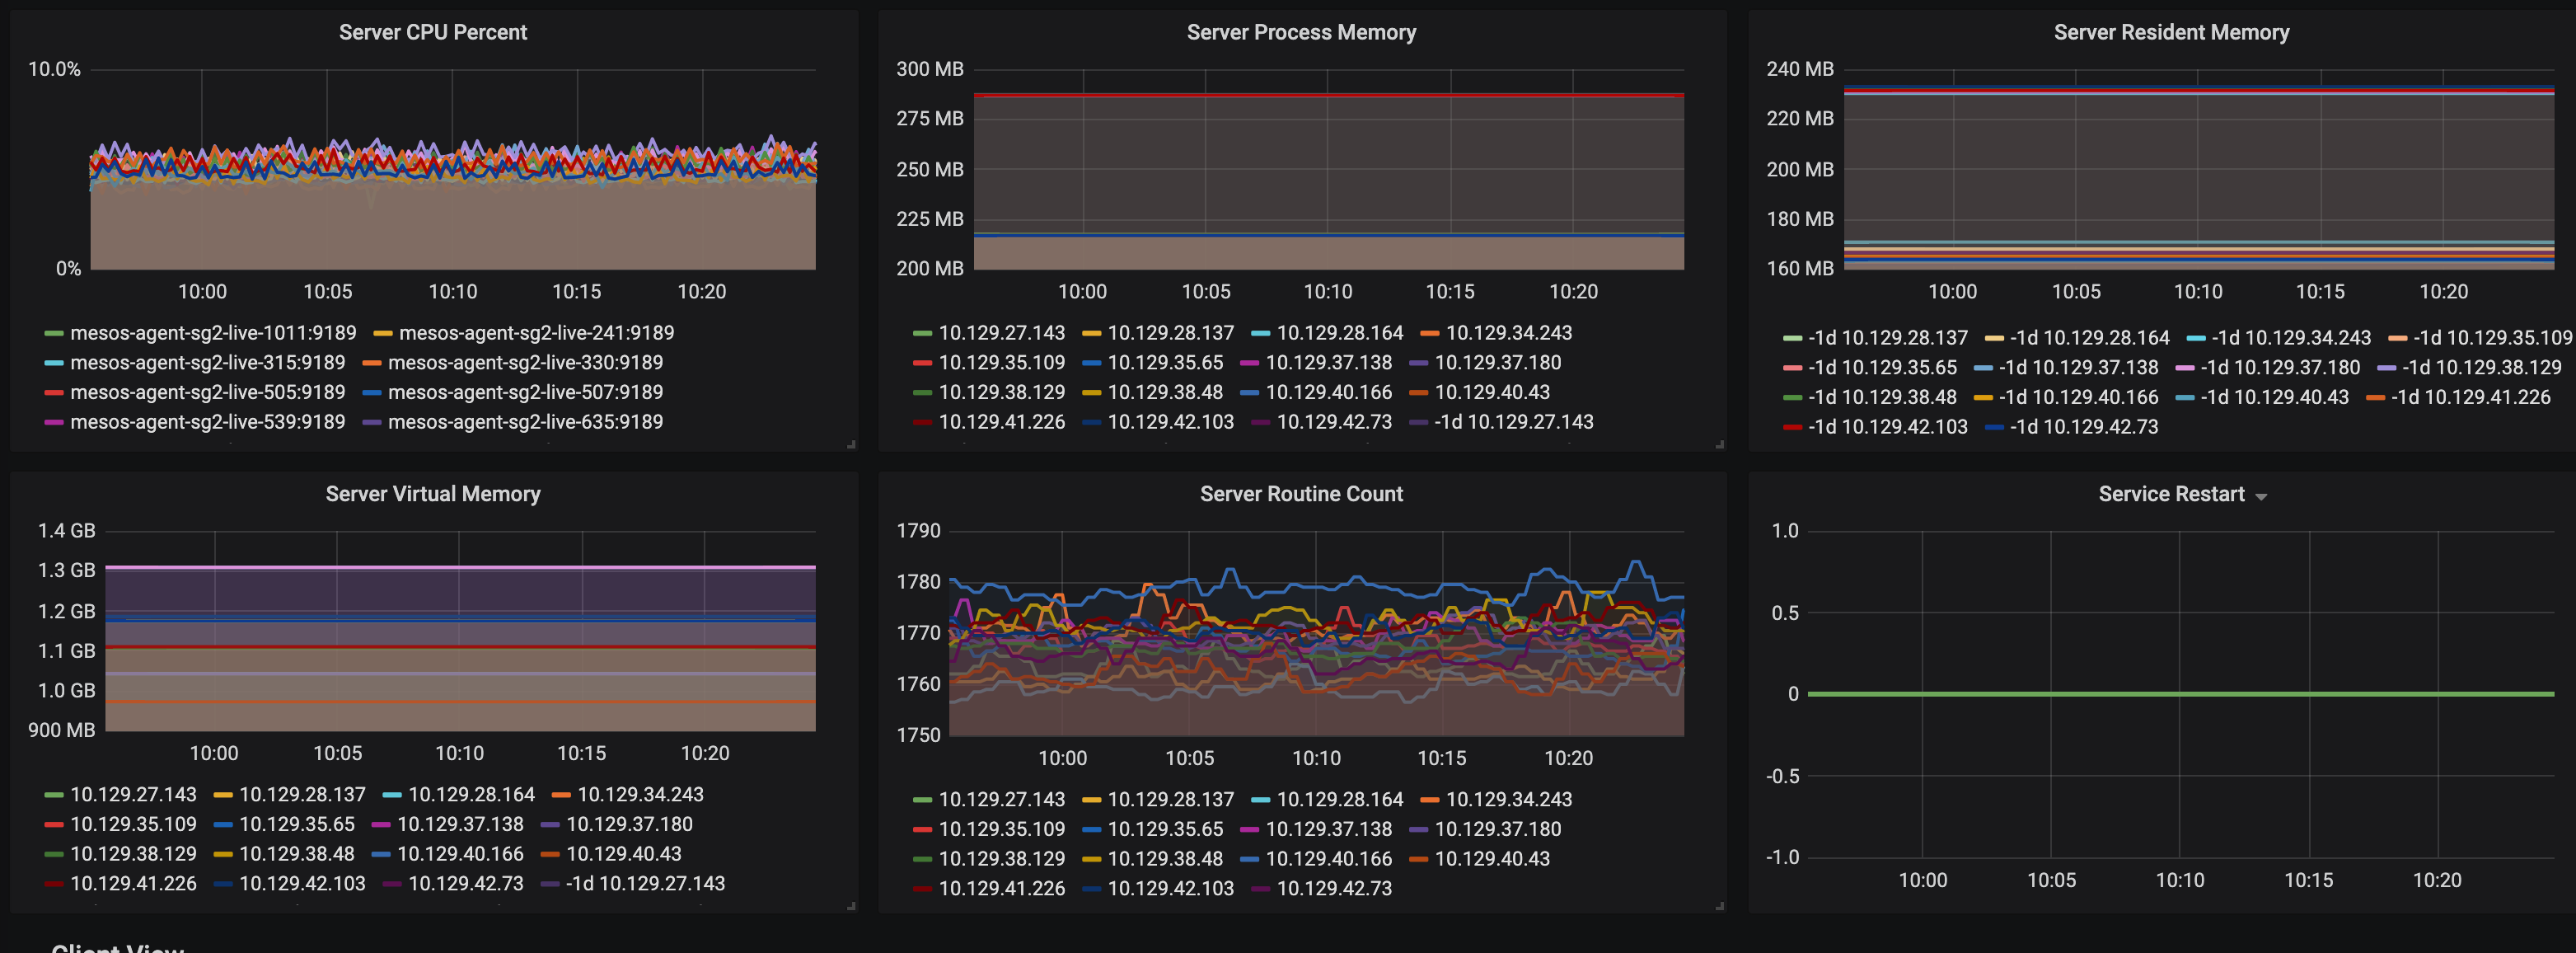 Server CPU Percent
10.0%
0%
10:00 10:05 10:10 10:15 10:20
mesos-agent-sg2-live-1011:9189 mesos-agent-sg2-live-241:9189
mesos-agent-sg2-live-315:9189 mesos-agent-sg2-live-330:9189
mesos-agent-sg2-live-505:9189 mesos-agent-sg2-live-507:9189
mesos-agent-sg2-live-539:9189 mesos-agent-sg2-live-635:9189
Server Process Memory
300 MB
275 MB
250 MB
225 MB
200 MB
10:00 10:05 10:10 10:15 10:20
10.129.27.143 10.129.28.137 10.129.28.164 10.129.34.243
10.129.35.109 10.129.35.65 10.129.37.138 10.129.37.180
10.129.38.129 10.129.38.48 10.129.40.166 10.129.40.43
10.129.41.226 10.129.42.103 10.129.42.73 -1d 10.129.27.143
Server Resident Memory
240 MB
220 MB
200 MB
180 MB
160 MB
10:00 10:05 10:10 10:15 10:20
-1d 10.129.28.137 -1d 10.129.28.164 -1d 10.129.34.243 -1d 10.129.35.109
-1d 10.129.35.65 -1d 10.129.37.138 -1d 10.129.37.180 -1d 10.129.38.129
-1d 10.129.38.48 -1d 10.129.40.166 -1d 10.129.40.43 -1d 10.129.41.226
-1d 10.129.42.103 -1d 10.129.42.73
Server Virtual Memory
1.4 GB
1.3 GB
1.2 GB
1.1 GB
1.0 GB
900 MB
10:00 10:05 10:10 10:15 10:20
10.129.27.143 10.129.28.137 10.129.28.164 10.129.34.243
10.129.35.109 10.129.35.65 10.129.37.138 10.129.37.180
10.129.38.129 10.129.38.48 10.129.40.166 10.129.40.43
10.129.41.226 10.129.42.103 10.129.42.73 -1d 10.129.27.143
Server Routine Count
1790
1780
1770
1760
1750
10:00 10:05 10:10 10:15 10:20
10.129.27.143 10.129.28.137 10.129.28.164 10.129.34.243
10.129.35.109 10.129.35.65 10.129.37.138 10.129.37.180
10.129.38.129 10.129.38.48 10.129.40.166 10.129.40.43
10.129.41.226 10.129.42.103 10.129.42.73
Service Restart
1.0
0.5
0
-0.5
-1.0
10:00 10:05 10:10 10:15 10:20
Client View